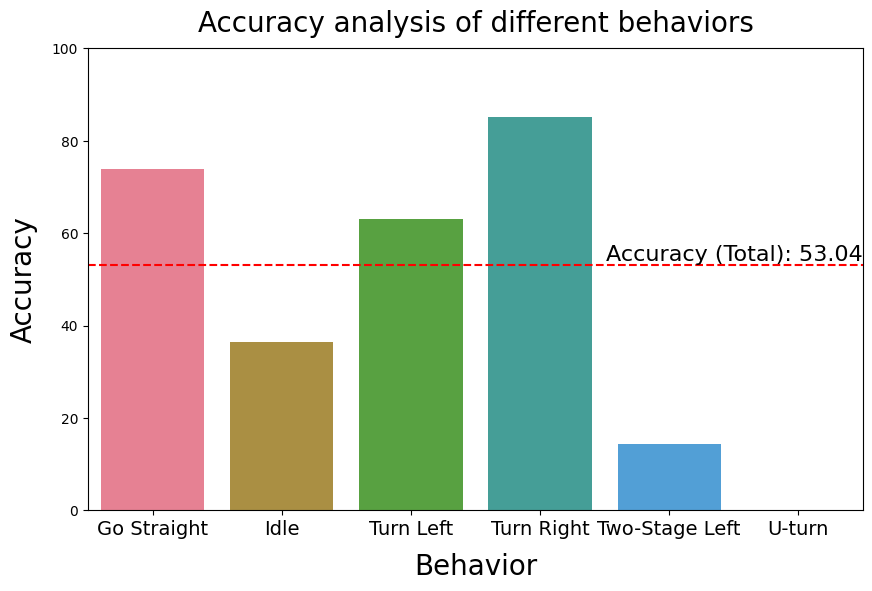 Accuracy analysis of different behaviors
100
80
60
40
20
0
Accuracy
Accuracy (Total): 53.04
Go Straight Idle Turn Left Turn Right Two-Stage Left U-turn
Behavior